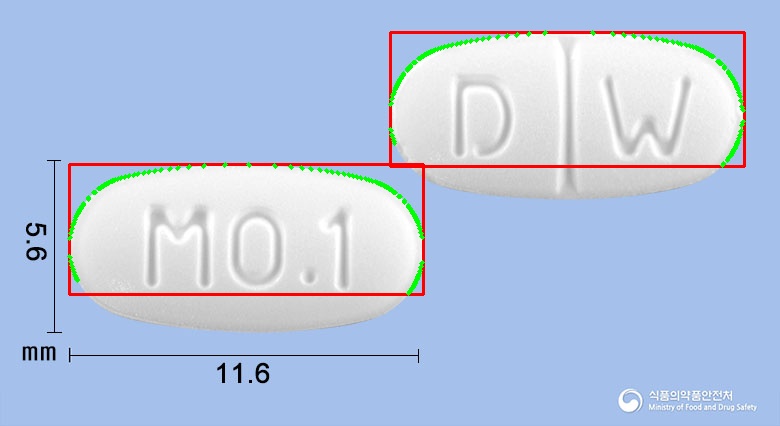 D W
MO.1
5.6
mm
11.6
식품의약품안전처
Ministry of Food and Drug Safety